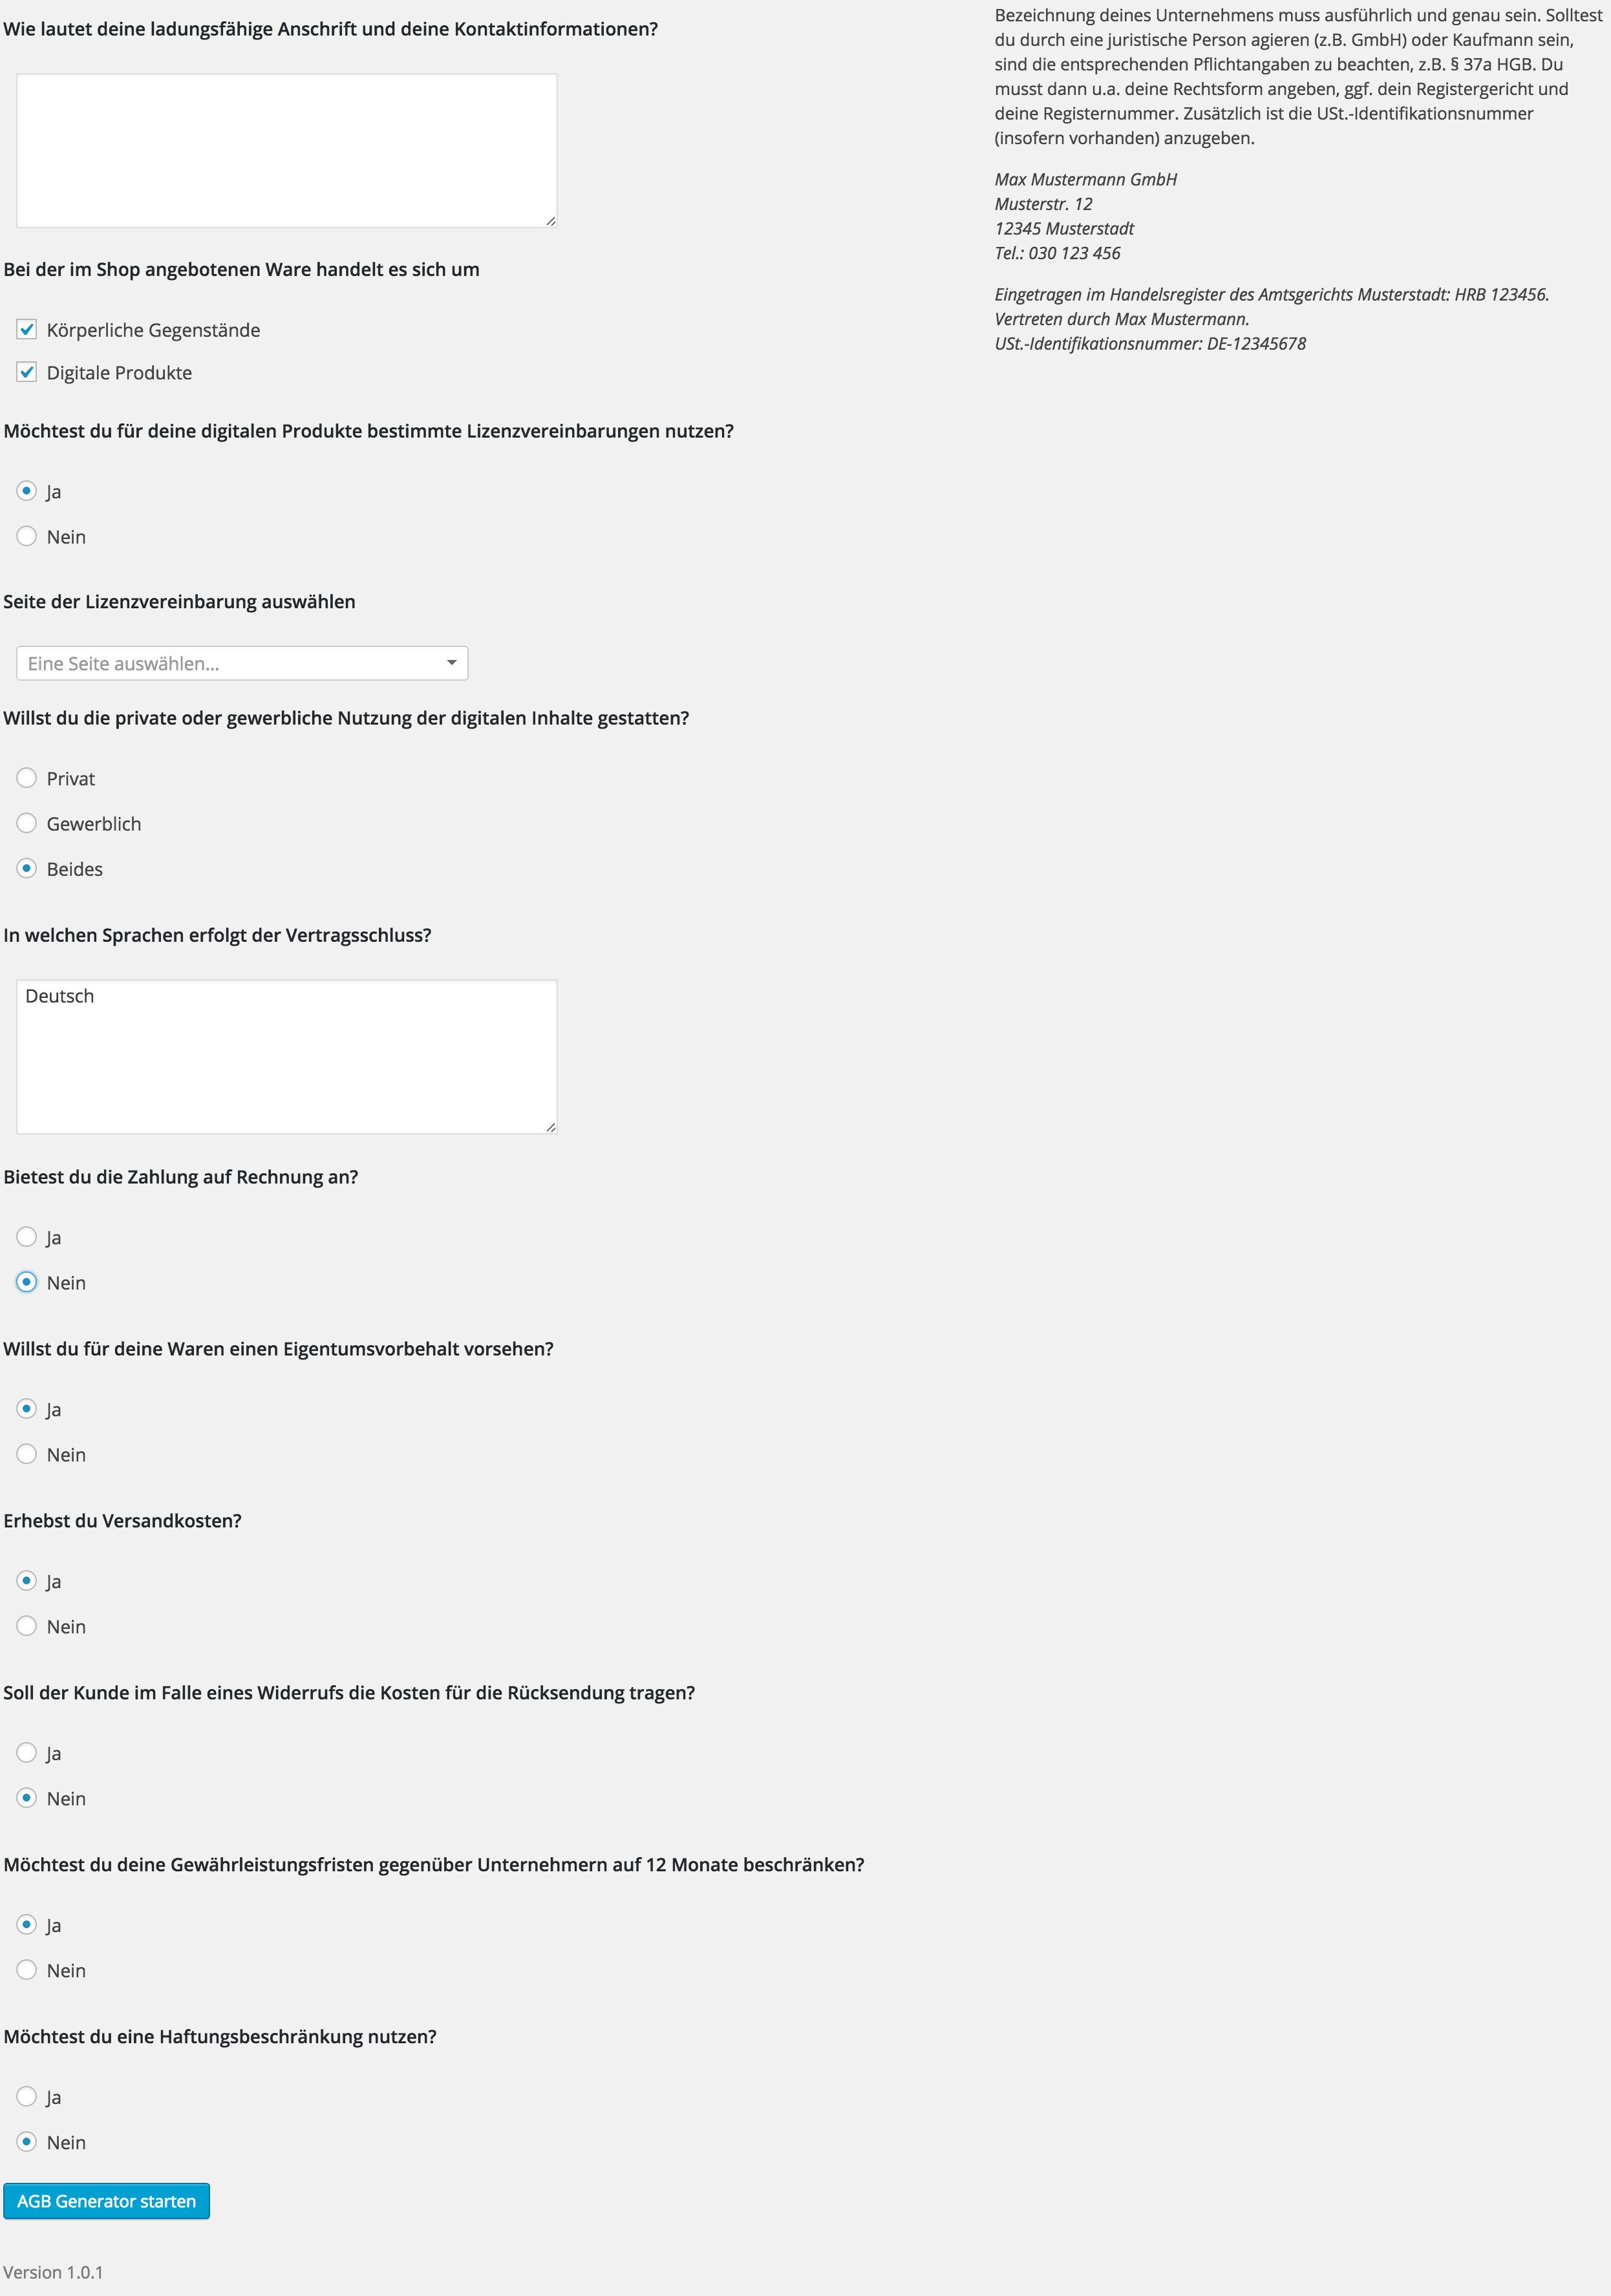 Wie lautet deine ladungsfähige Anschrift und deine Kontaktinformationen?
Bezeichnung deines Unternehmens muss ausführlich und genau sein. Solltest
du durch eine juristische Person agieren (z.B. GmbH) oder Kaufmann sein,
sind die entsprechenden Pflichtangaben zu beachten, z.B. § 37a HGB. Du
musst dann u.a. deine Rechtsform angeben, ggf. dein Registergericht und
deine Registernummer. Zusätzlich ist die USt.-Identifikationsnummer
(insofern vorhanden) anzugeben.
Max Mustermann GmbH
Musterstr. 12
12345 Musterstadt
Tel.: 030 123 456
Eingetragen im Handelsregister des Amtsgerichts Musterstadt: HRB 123456.
Vertreten durch Max Mustermann.
USt.-Identifikationsnummer: DE-12345678
Bei der im Shop angebotenen Ware handelt es sich um
Körperliche Gegenstände
Digitale Produkte
Möchtest du für deine digitalen Produkte bestimmte Lizenzvereinbarungen nutzen?
Ja
Nein
Seite der Lizenzvereinbarung auswählen
Eine Seite auswählen...
Willst du die private oder gewerbliche Nutzung der digitalen Inhalte gestatten?
Privat
Gewerblich
Beides
In welchen Sprachen erfolgt der Vertragsschluss?
Deutsch
Bietest du die Zahlung auf Rechnung an?
Ja
Nein
Willst du für deine Waren einen Eigentumsvorbehalt vorsehen?
Ja
Nein
Erhebst du Versandkosten?
Ja
Nein
Soll der Kunde im Falle eines Widerrufs die Kosten für die Rücksendung tragen?
Ja
Nein
Möchtest du deine Gewährleistungsfristen gegenüber Unternehmern auf 12 Monate beschränken?
Ja
Nein
Möchtest du eine Haftungsbeschränkung nutzen?
Ja
Nein
AGB Generator starten
Version 1.0.1